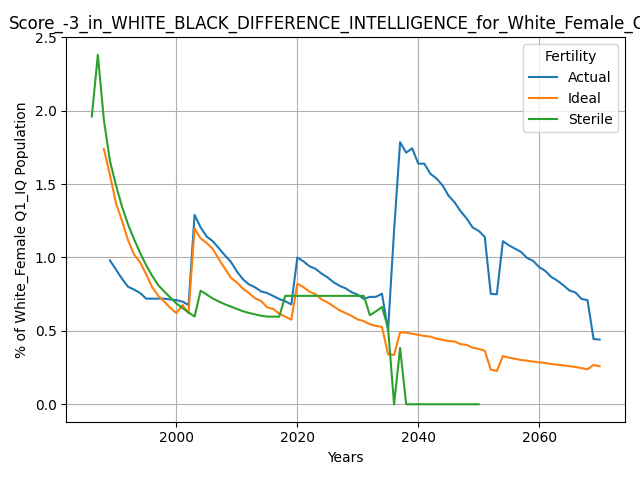 Score_-3_in_WHITE_BLACK_DIFFERENCE_INTELLIGENCE_for_White_Female_
2.5
2.0
1.5
1.0
0.5
0.0
% of White_Female Q1_IQ Population
Fertility
Actual
Ideal
Sterile
2000
2020
2040
2060
Years